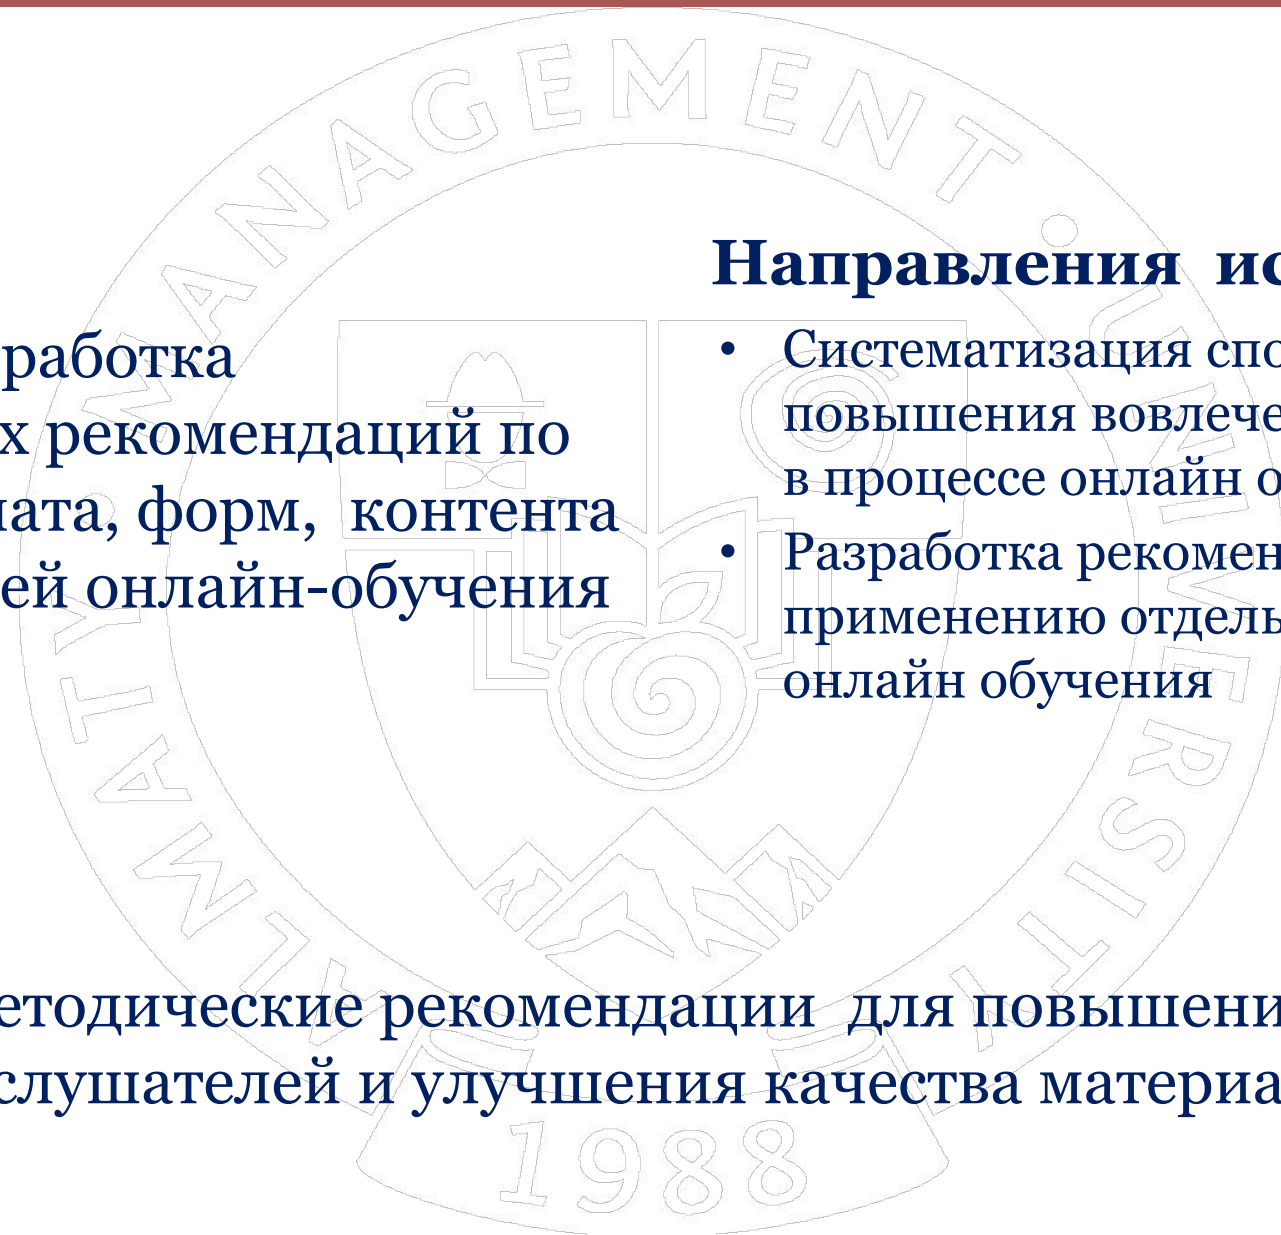 Направления ис
работка
х рекомендаций по
ата, форм, контента
ей онлайн-обучения
• Систематизация спо
повышения вовлече
в процессе онлайн о
• Разработка рекомен
применению отдель
онлайн обучения
етодические рекомендации для повышени
слушателей и улучшения качества материа
ALMATY • MANAGEMENT • UNIVERSITY
1988